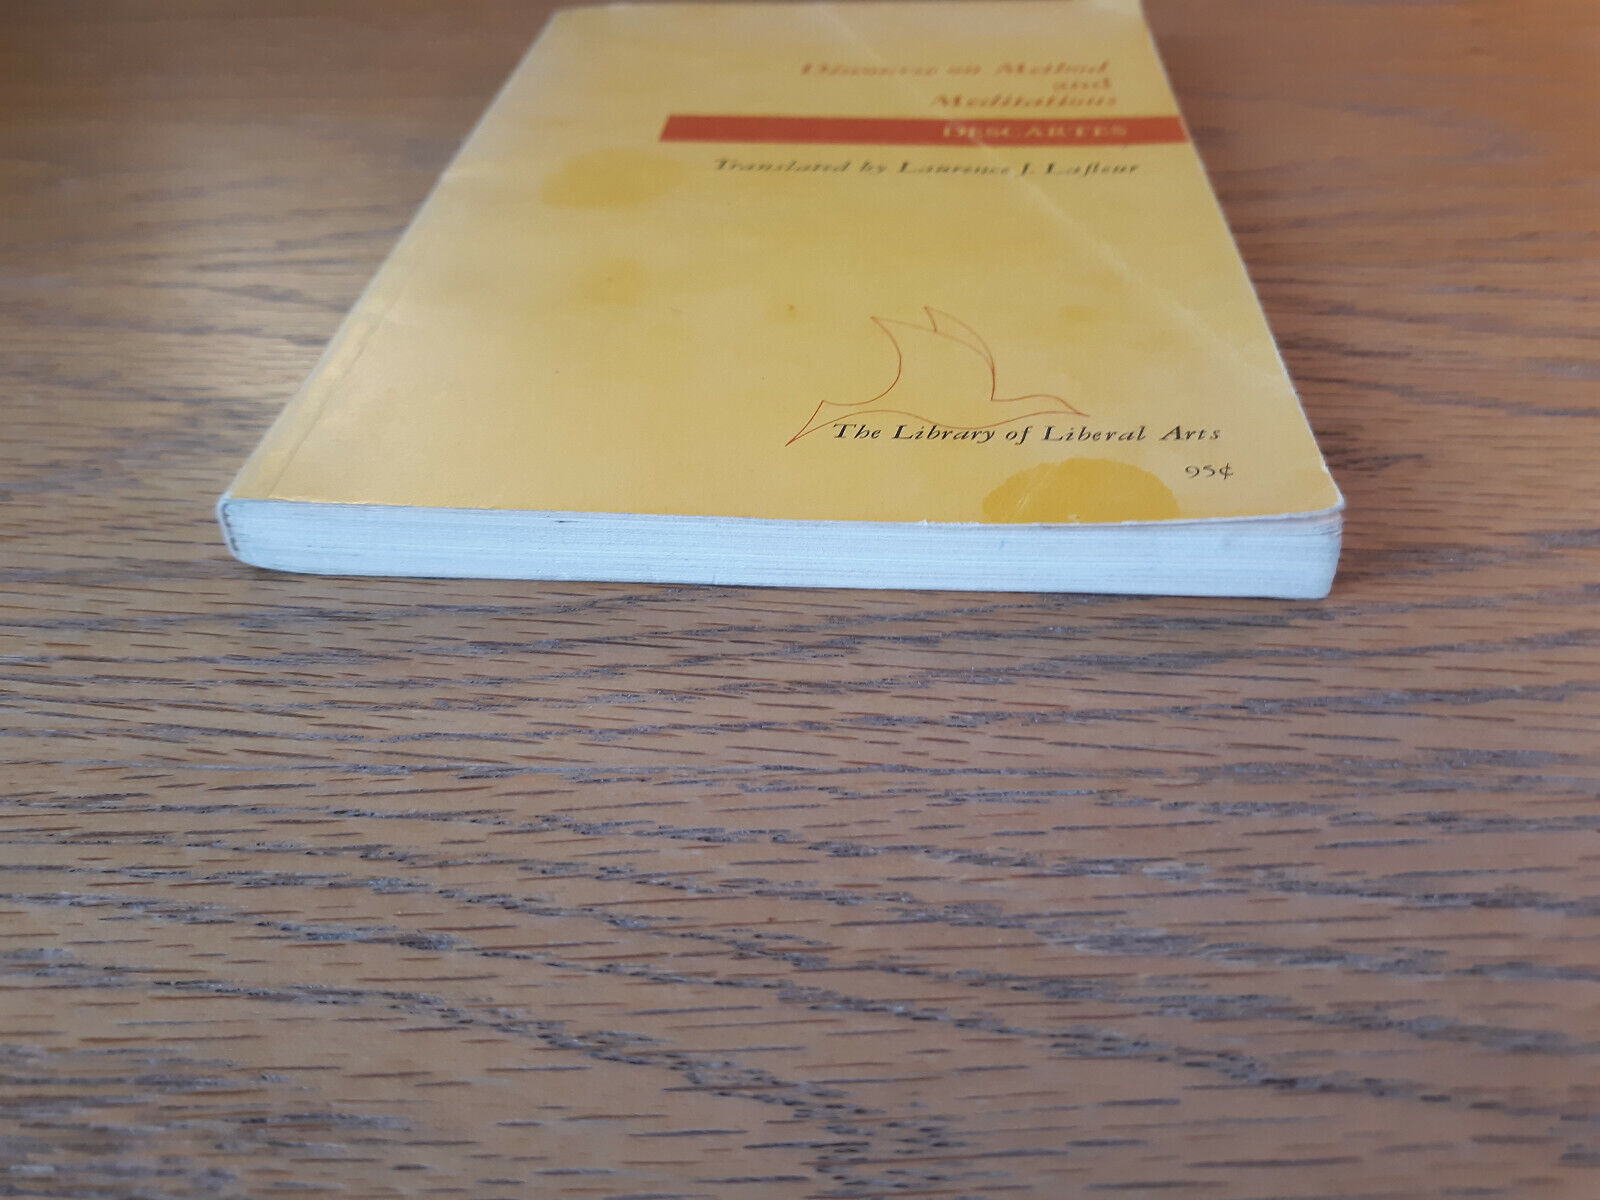 Discourse on Method
and
Meditations
DESCARTES
Translated by Laurence J. Lafleur
The Library of Liberal Arts
95¢